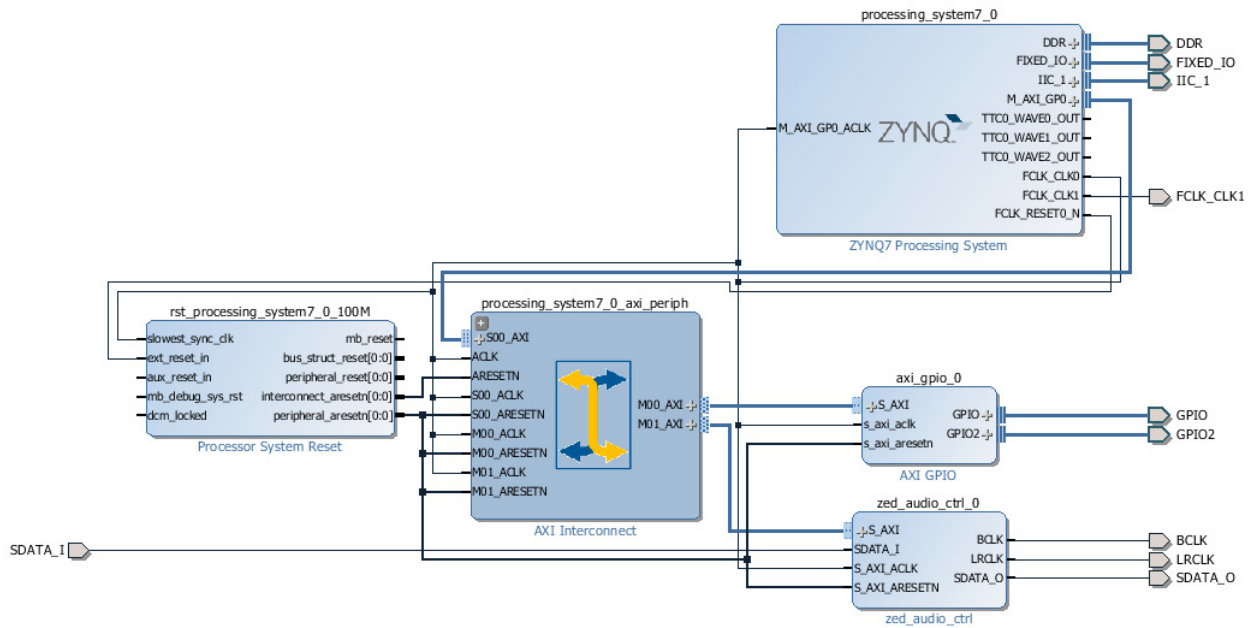 processing_system7_0
DDR
FIXED_IO
IIC_1
M_AXI_GP0
TTC0_WAVE0_OUT
TTC0_WAVE1_OUT
TTC0_WAVE2_OUT
FCLK_CLK0
FCLK_CLK1
FCLK_RESET0_N
M_AXI_GP0_ACLK
ZYNQ
ZYNQ7 Processing System
DDR
FIXED_IO
IIC_1
FCLK_CLK1
rst_processing_system7_0_100M
slowest_sync_clk
ext_reset_in
aux_reset_in
mb_debug_sys_rst
dcm_locked
mb_reset
bus_struct_reset[0:0]
peripheral_reset[0:0]
interconnect_aresetn[0:0]
peripheral_aresetn[0:0]
Processor System Reset
processing_system7_0_axi_periph
S00_AXI
ACLK
ARESETN
S00_ACLK
S00_ARESETN
M00_ACLK
M00_ARESETN
M01_ACLK
M01_ARESETN
M00_AXI
M01_AXI
AXI Interconnect
axi_gpio_0
S_AXI
s_axi_aclk
s_axi_aresetn
GPIO
GPIO2
AXI GPIO
GPIO
GPIO2
zed_audio_ctrl_0
S_AXI
SDATA_I
S_AXI_ACLK
S_AXI_ARESETN
BCLK
LRCLK
SDATA_O
zed_audio_ctrl
SDATA_I
BCLK
LRCLK
SDATA_O